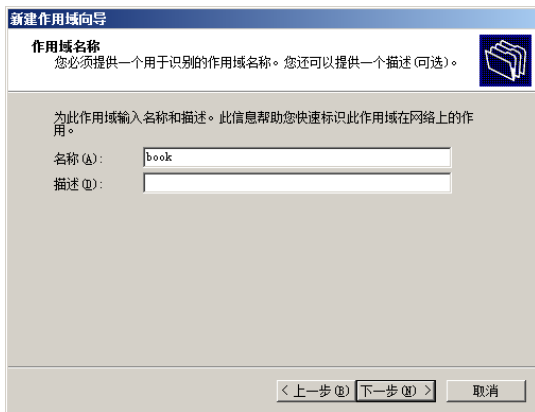 新建作用域向导
作用域名称
您必须提供一个用于识别的作用域名称。您还可以提供一个描述(可选)。
为此作用域输入名称和描述。此信息帮助您快速标识此作用域在网络上的作
用。
名称(A): book
描述(D):
< 上一步(B) 下一步(N) > 取消